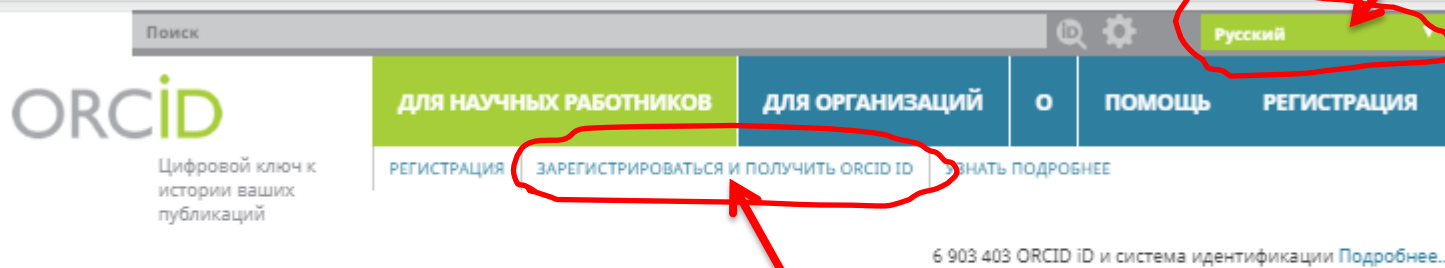 Поиск
Русский
ORCID
ДЛЯ НАУЧНЫХ РАБОТНИКОВ
ДЛЯ ОРГАНИЗАЦИЙ
О
ПОМОЩЬ
РЕГИСТРАЦИЯ
Цифровой ключ к
истории ваших
публикаций
РЕГИСТРАЦИЯ
ЗАРЕГИСТРИРОВАТЬСЯ И ПОЛУЧИТЬ ORCID ID
УЗНАТЬ ПОДРОБНЕЕ
6 903 403 ORCID iD и система идентификации Подробнее...